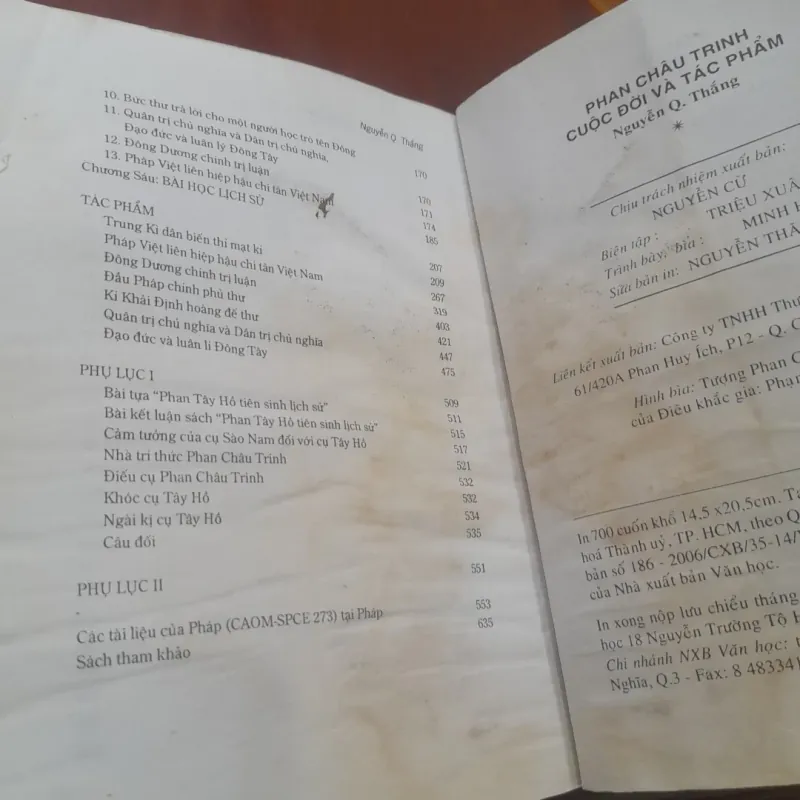 Nguyễn Q. Thắng
10. Bức thư trả lời cho một người học trò tên Đông 170
11. Quân trị chủ nghĩa và Dân trị chủ nghĩa,
Đạo đức và luân lý Đông Tây 170
12. Đông Dương chính trị luận 171
13. Pháp Việt liên hiệp hậu chi tân Việt Nam 174
Chương Sáu: BÀI HỌC LỊCH SỬ 185
TÁC PHẨM 207
Trung Kì dân biến thỉ mạt kí 209
Pháp Việt liên hiệp hậu chi tân Việt Nam 267
Đông Dương chính trị luận 319
Đầu Pháp chính phủ thư 403
Kí Khải Định hoàng đế thư 421
Quân trị chủ nghĩa và Dân trị chủ nghĩa 447
Đạo đức và luân lí Đông Tây 475
PHỤ LỤC I 509
Bài tựa “Phan Tây Hồ tiên sinh lịch sử” 511
Bài kết luận sách “Phan Tây Hồ tiên sinh lịch sử” 515
Cảm tưởng của cụ Sào Nam đối với cụ Tây Hồ 517
Nhà trí thức Phan Châu Trinh 521
Điếu cụ Phan Châu Trinh 532
Khóc cụ Tây Hồ 532
Ngài kị cụ Tây Hồ 534
Câu đối 535
PHỤ LỤC II 551
Các tài liệu của Pháp (CAOM-SPCE 273) tại Pháp 553
Sách tham khảo 635
PHAN CHÂU TRINH
CUỘC ĐỜI VÀ TÁC PHẨM
Nguyễn Q. Thắng
*
Chịu trách nhiệm xuất bản:
NGUYỄN CỪ
Biên tập : TRIỆU XUÂ
Trình bày, bìa : MINH
Sửa bản in: NGUYỄN THẮ
Liên kết xuất bản: Công ty TNHH Thư
61/420A Phan Huy Ích, P12 - Q.
Hình bìa: Tượng Phan C
của Điêu khắc gia: Phạm
In 700 cuốn khổ 14,5 x20,5cm. Tạ
hoá Thành uỷ, TP. HCM, theo Q
bản số 186 - 2006/CXB/35-14/
của Nhà xuất bản Văn học.
In xong nộp lưu chiểu tháng
học 18 Nguyễn Trường Tộ
Chi nhánh NXB Văn học:
Nghĩa, Q.3 - Fax: 8 483341